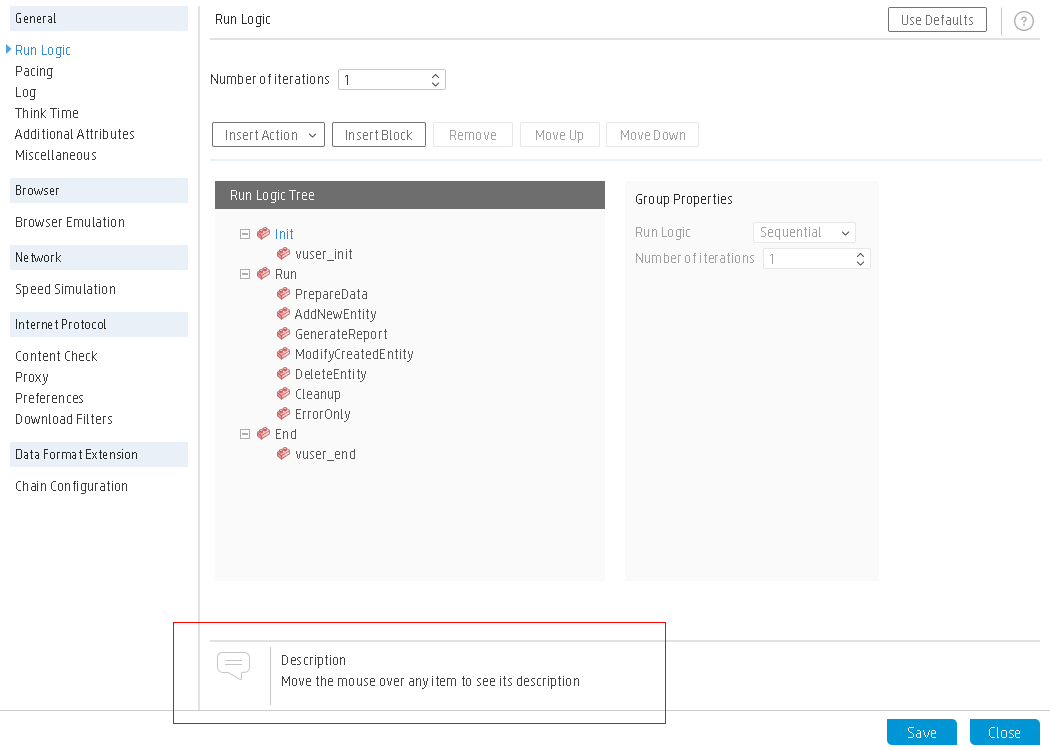 General
Run Logic
Pacing
Log
Think Time
Additional Attributes
Miscellaneous
Browser
Browser Emulation
Network
Speed Simulation
Internet Protocol
Content Check
Proxy
Preferences
Download Filters
Data Format Extension
Chain Configuration
Run Logic
Use Defaults
?
Number of iterations 1
Insert Action
Insert Block
Remove
Move Up
Move Down
Run Logic Tree
Init
vuser_init
Run
PrepareData
AddNewEntity
GenerateReport
ModifyCreatedEntity
DeleteEntity
Cleanup
ErrorOnly
End
vuser_end
Group Properties
Run Logic Sequential
Number of iterations 1
Description
Move the mouse over any item to see its description
Save
Close